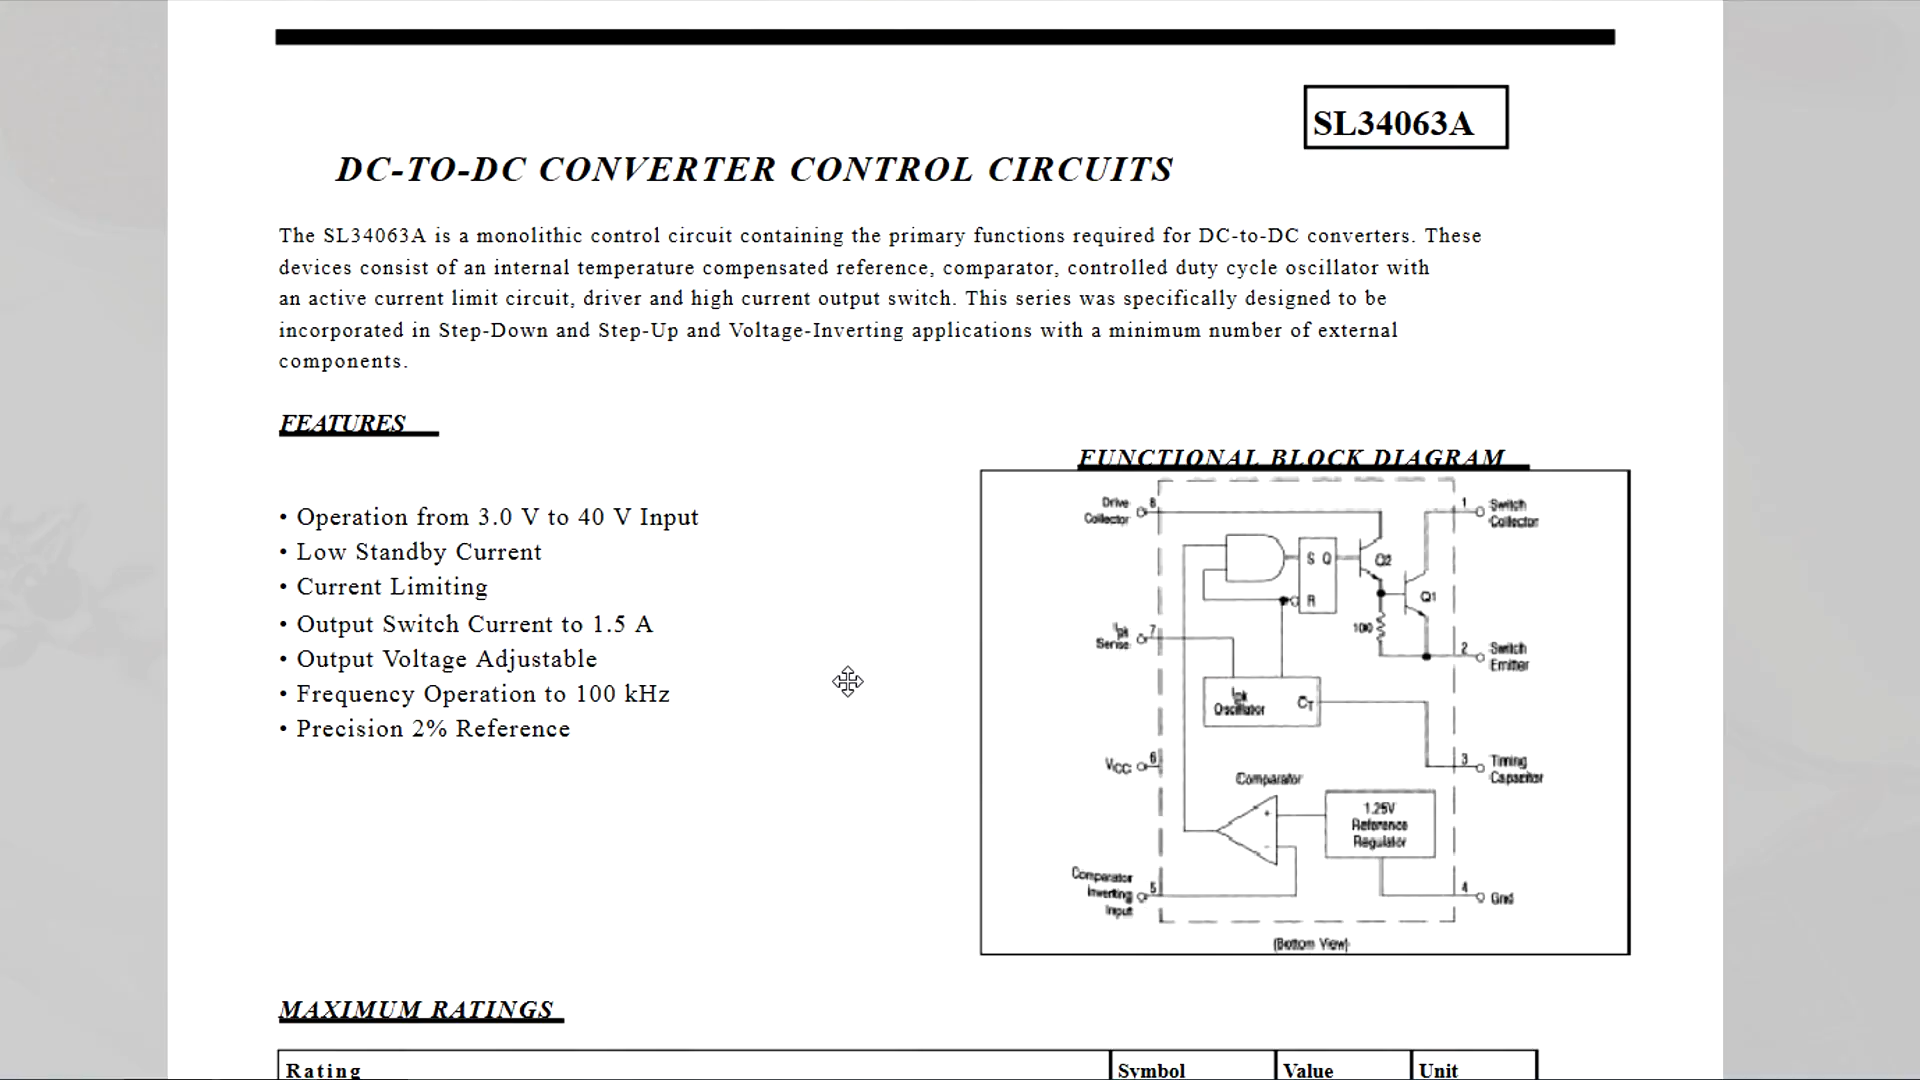 SL34063A
DC-TO-DC CONVERTER CONTROL CIRCUITS
The SL34063A is a monolithic control circuit containing the primary functions required for DC-to-DC converters. These
devices consist of an internal temperature compensated reference, comparator, controlled duty cycle oscillator with
an active current limit circuit, driver and high current output switch. This series was specifically designed to be
incorporated in Step-Down and Step-Up and Voltage-Inverting applications with a minimum number of external
components.
FEATURES
• Operation from 3.0 V to 40 V Input
• Low Standby Current
• Current Limiting
• Output Switch Current to 1.5 A
• Output Voltage Adjustable
• Frequency Operation to 100 kHz
• Precision 2% Reference
FUNCTIONAL BLOCK DIAGRAM
Drive
Collector
8
1
Switch
Collector
S Q
R
Q2
Q1
100
Ipk
Sense
7
2
Switch
Emitter
Ipk
Oscillator
CT
VCC
6
3
Timing
Capacitor
Comparator
+
-
1.25V
Reference
Regulator
Comparator
Inverting
Input
5
4
Gnd
(Bottom View)
MAXIMUM RATINGS
Rating
Symbol
Value
Unit